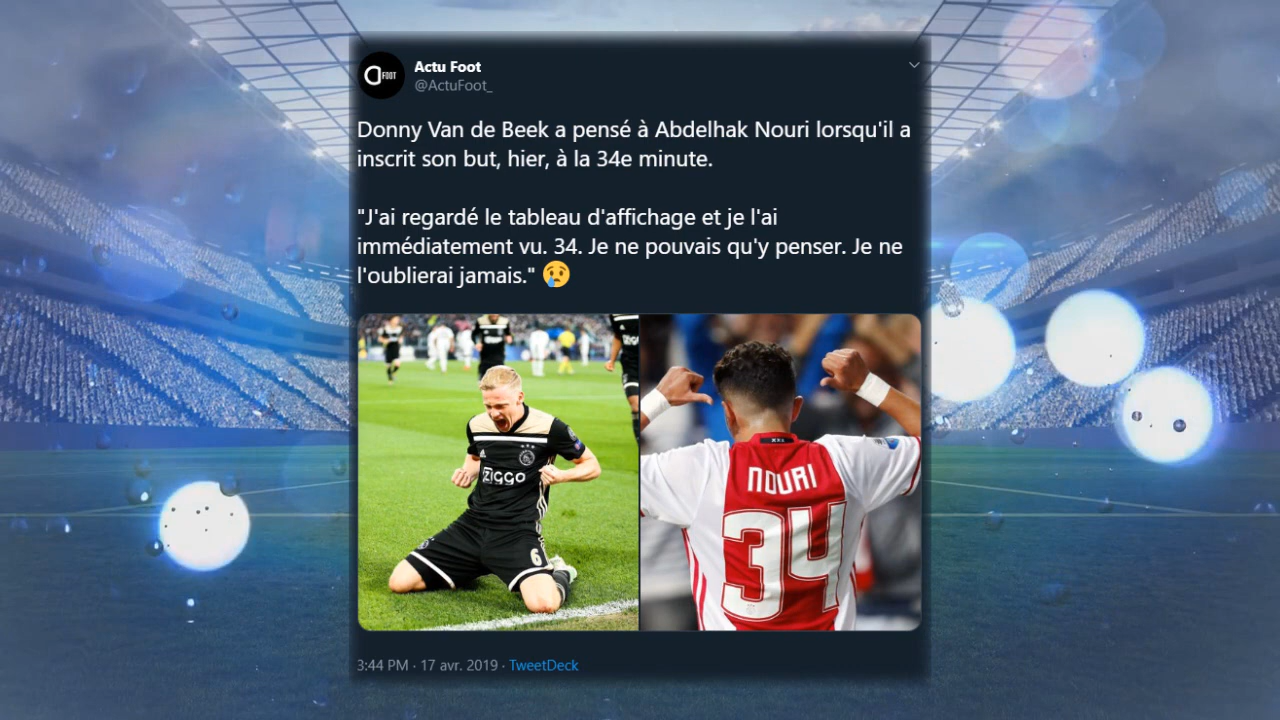 FOOT
Actu Foot
@ActuFoot_
Donny Van de Beek a pensé à Abdelhak Nouri lorsqu'il a
inscrit son but, hier, à la 34e minute.
"J'ai regardé le tableau d'affichage et je l'ai
immédiatement vu. 34. Je ne pouvais qu'y penser. Je ne
l'oublierai jamais." 😢
ZIGGO
6
NOURI
34
3:44 PM · 17 avr. 2019 · TweetDeck